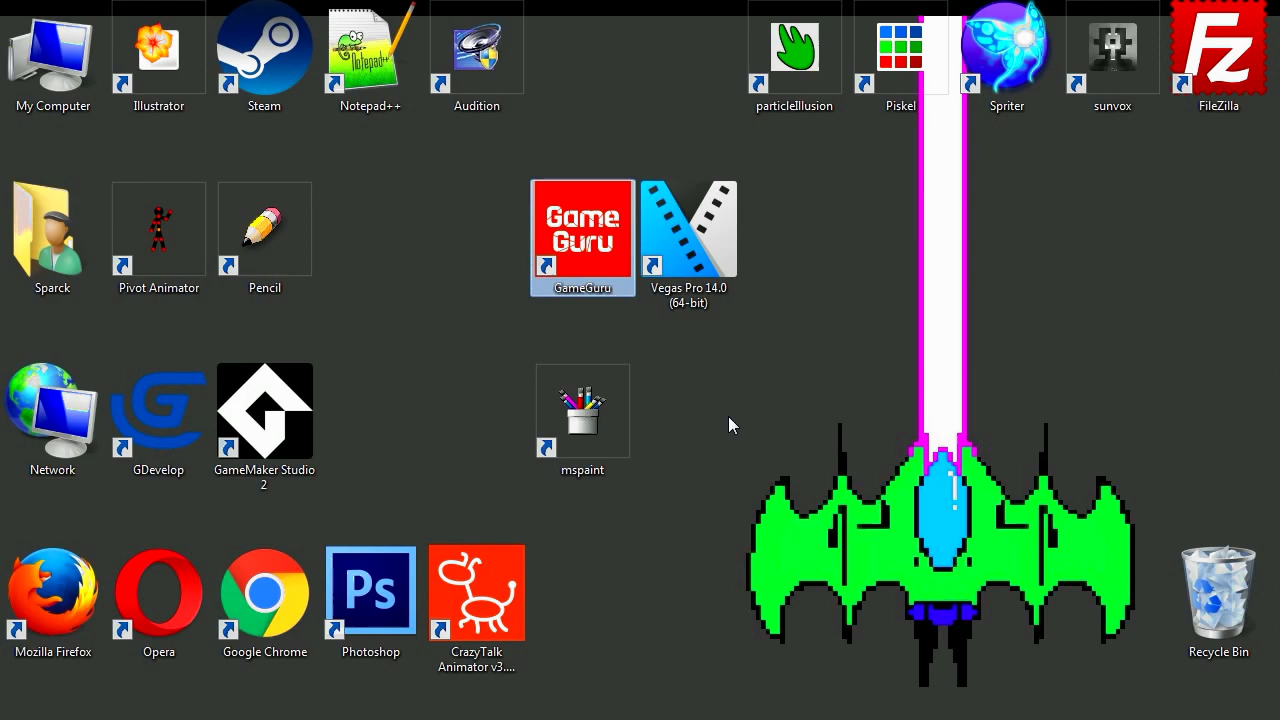 My Computer
Illustrator
Steam
Notepad++
Notepad++
Audition
particleIllusion
Piskel
Spriter
sunvox
Fz
FileZilla
Sparck
Pivot Animator
Pencil
Game
Guru
GameGuru
Vegas Pro 14.0
(64-bit)
Network
GDevelop
GameMaker Studio
2
mspaint
Mozilla Firefox
Opera
Google Chrome
Ps
Photoshop
CrazyTalk
Animator v3....
Recycle Bin